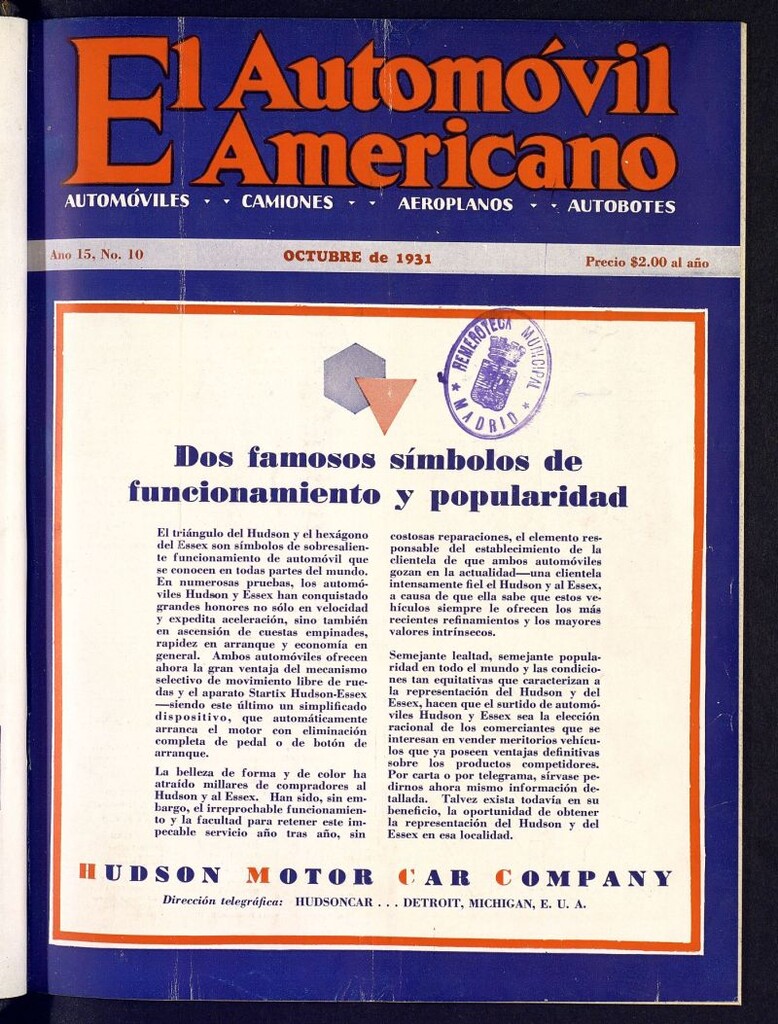 El Automóvil
Americano
AUTOMÓVILES - - CAMIONES - - AEROPLANOS - - AUTOBOTES
Ano 15, No. 10
OCTUBRE de 1931
Precio $2.00 al año
HEMEROTECA MUNICIPAL
* MADRID *
Dos famosos símbolos de
funcionamiento y popularidad
El triángulo del Hudson y el hexágono
del Essex son símbolos de sobresalien-
te funcionamiento de automóvil que
se conocen en todas partes del mundo.
En numerosas pruebas, los automó-
viles Hudson y Essex han conquistado
grandes honores no sólo en velocidad
y expedita aceleración, sino también
en ascensión de cuestas empinadas,
rapidez en arranque y economía en
general. Ambos automóviles ofrecen
ahora la gran ventaja del mecanismo
selectivo de movimiento libre de rue-
das y el aparato Startix Hudson-Essex
—siendo este último un simplificado
dispositivo, que automáticamente
arranca el motor con eliminación
completa de pedal o de botón de
arranque.
La belleza de forma y de color ha
atraído millares de compradores al
Hudson y al Essex. Han sido, sin em-
bargo, el irreprochable funcionamien-
to y la facultad para retener este im-
pecable servicio año tras año, sin
costosas reparaciones, el elemento res-
ponsable del establecimiento de la
clientela de que ambos automóviles
gozan en la actualidad—una clientela
intensamente fiel el Hudson y al Essex,
a causa de que ella sabe que estos ve-
hículos siempre le ofrecen los más
recientes refinamientos y los mayores
valores intrínsecos.
Semejante lealtad, semejante popula-
ridad en todo el mundo y las condicio-
nes tan equitativas que caracterizan a
la representación del Hudson y del
Essex, hacen que el surtido de automó-
viles Hudson y Essex sea la elección
racional de los comerciantes que se
interesan en vender meritorios vehícu-
los que ya poseen ventajas definitivas
sobre los productos competidores.
Por carta o por telegrama, sírvase pe-
dirnos ahora mismo información de-
tallada. Talvez exista todavía en su
beneficio, la oportunidad de obtener
la representación del Hudson y del
Essex en esa localidad.
HUDSON MOTOR CAR COMPANY
Dirección telegráfica: HUDSONCAR . . . DETROIT, MICHIGAN, E. U. A.